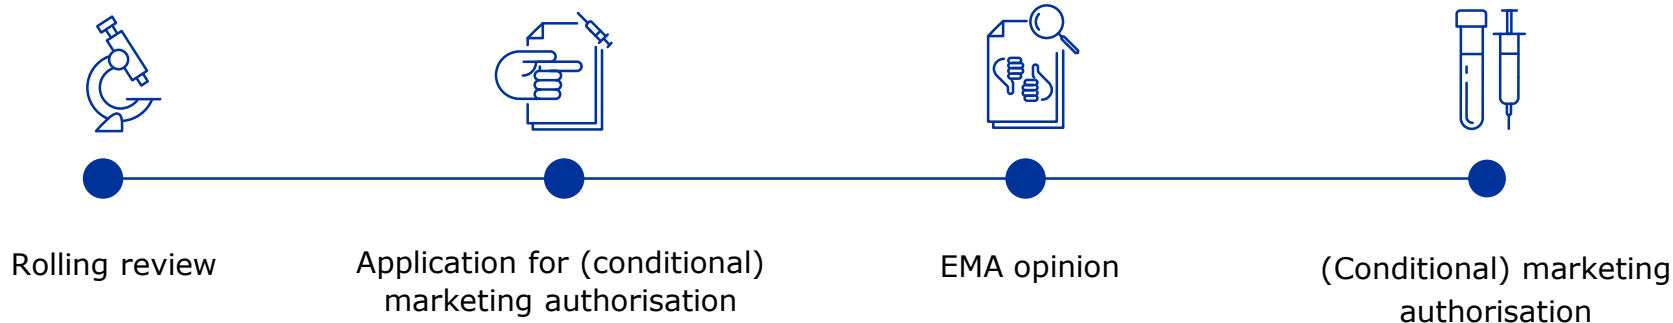 Rolling review
Application for (conditional)
marketing authorisation
EMA opinion
(Conditional) marketing
authorisation